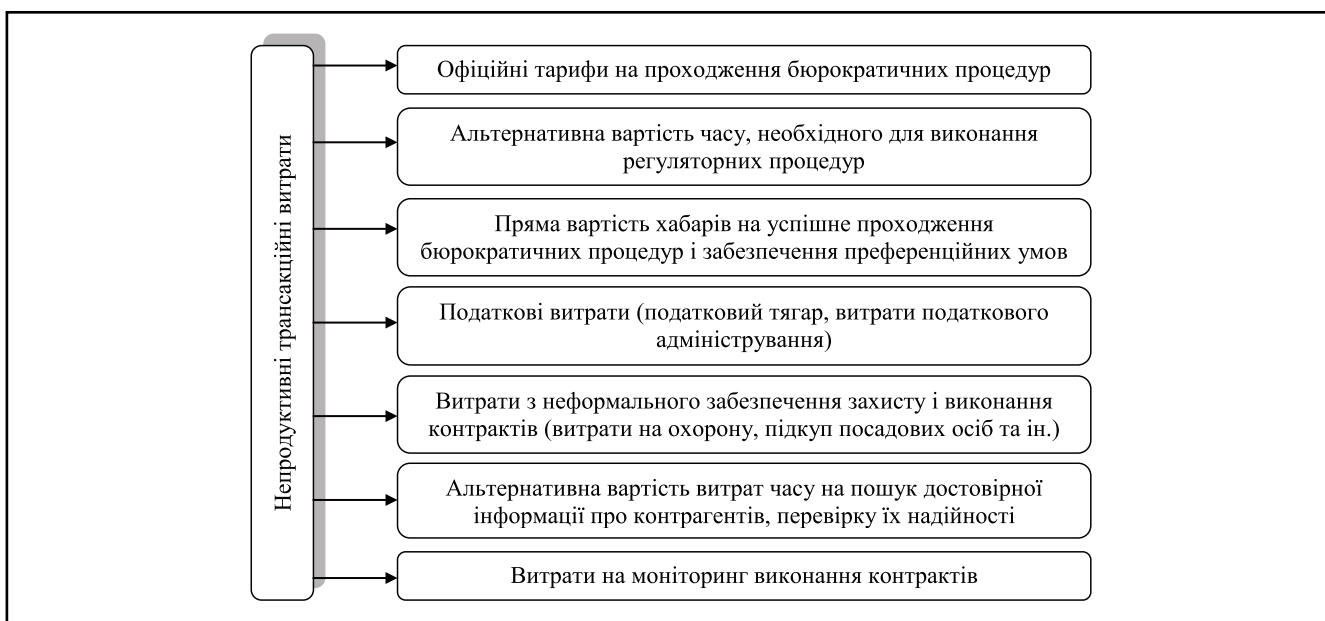 Непродуктивні трансакційні витрати
Офіційні тарифи на проходження бюрократичних процедур
Альтернативна вартість часу, необхідного для виконання
регуляторних процедур
Пряма вартість хабарів на успішне проходження
бюрократичних процедур і забезпечення преференційних умов
Податкові витрати (податковий тягар, витрати податкового
адміністрування)
Витрати з неформального забезпечення захисту і виконання
контрактів (витрати на охорону, підкуп посадових осіб та ін.)
Альтернативна вартість витрат часу на пошук достовірної
інформації про контрагентів, перевірку їх надійності
Витрати на моніторинг виконання контрактів